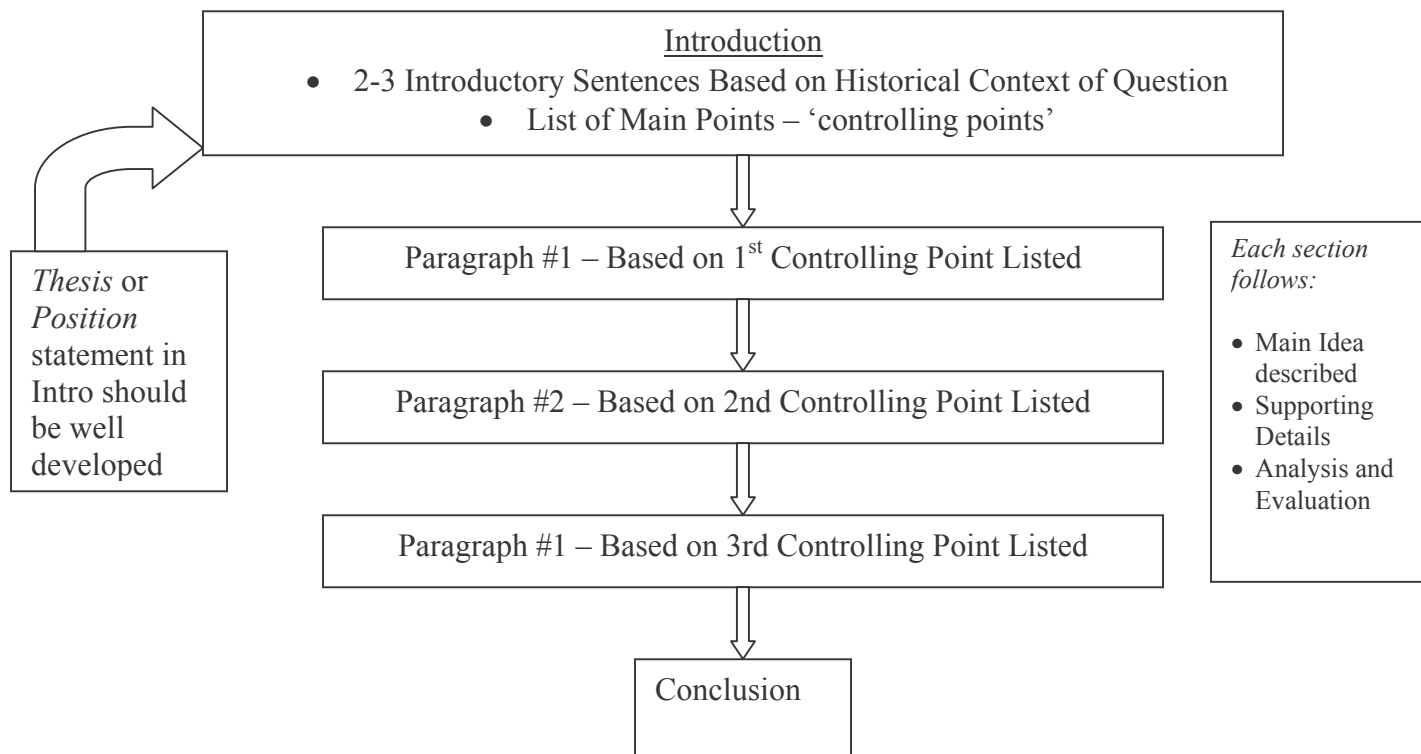 Introduction
• 2-3 Introductory Sentences Based on Historical Context of Question
• List of Main Points – ‘controlling points’
Thesis or
Position
statement in
Intro should
be well
developed
Paragraph #1 – Based on 1st Controlling Point Listed
Paragraph #2 – Based on 2nd Controlling Point Listed
Paragraph #1 – Based on 3rd Controlling Point Listed
Conclusion
Each section
follows:
• Main Idea
described
• Supporting
Details
• Analysis and
Evaluation